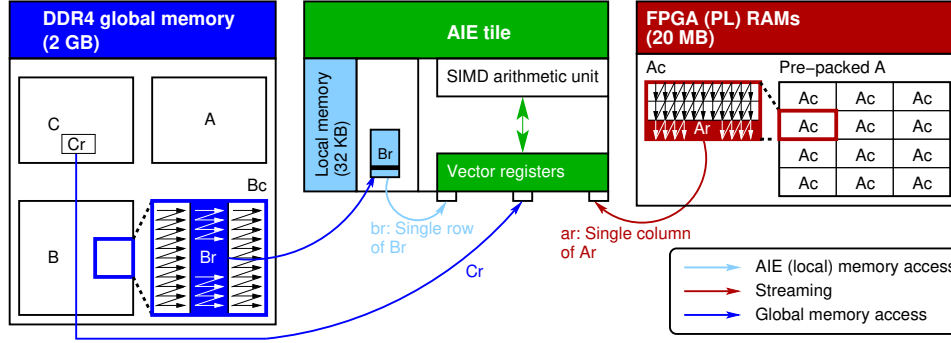 DDR4 global memory
(2 GB)
C
Cr
A
Bc
B
Br
AIE tile
Local memory
(32 KB)
SIMD arithmetic unit
Br
Vector registers
br: Single row
of Br
Cr
FPGA (PL) RAMs
(20 MB)
Ac
Pre-packed A
Ar
Ac Ac Ac
Ac Ac Ac
Ac Ac Ac
Ac Ac Ac
ar: Single column
of Ar
AIE (local) memory access
Streaming
Global memory access